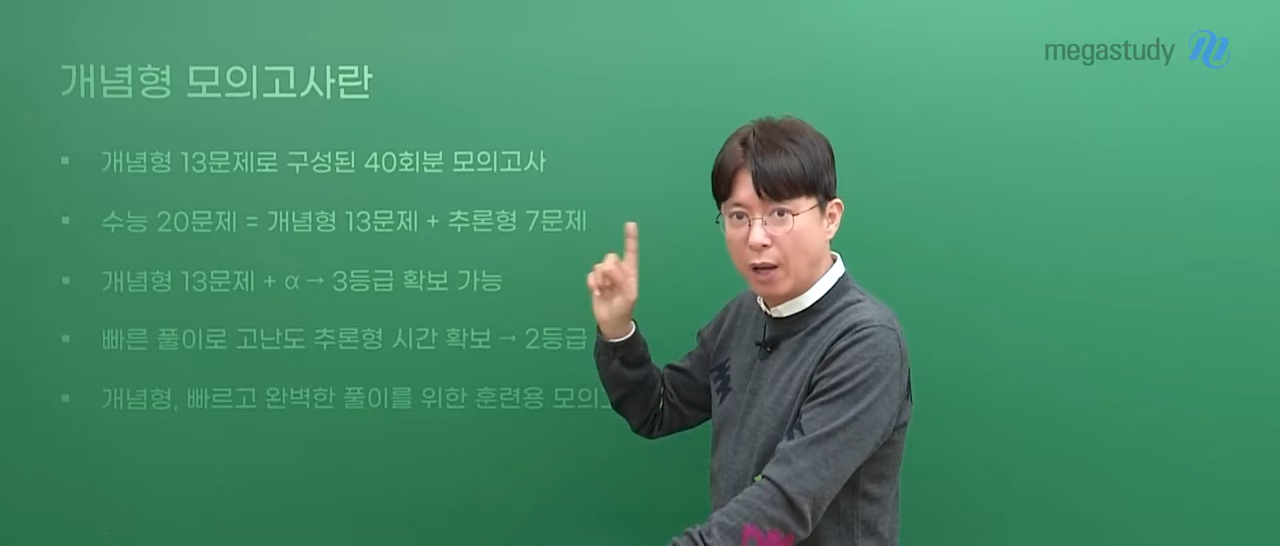 개념형 모의고사란
megastudy
개념형 13문제로 구성된 40회분 모의고사
수능 20문제 = 개념형 13문제 + 추론형 7문제
개념형 13문제 + α → 3등급 확보 가능
빠른 풀이로 고난도 추론형 시간 확보 → 2등급
개념형, 빠르고 완벽한 풀이를 위한 훈련용